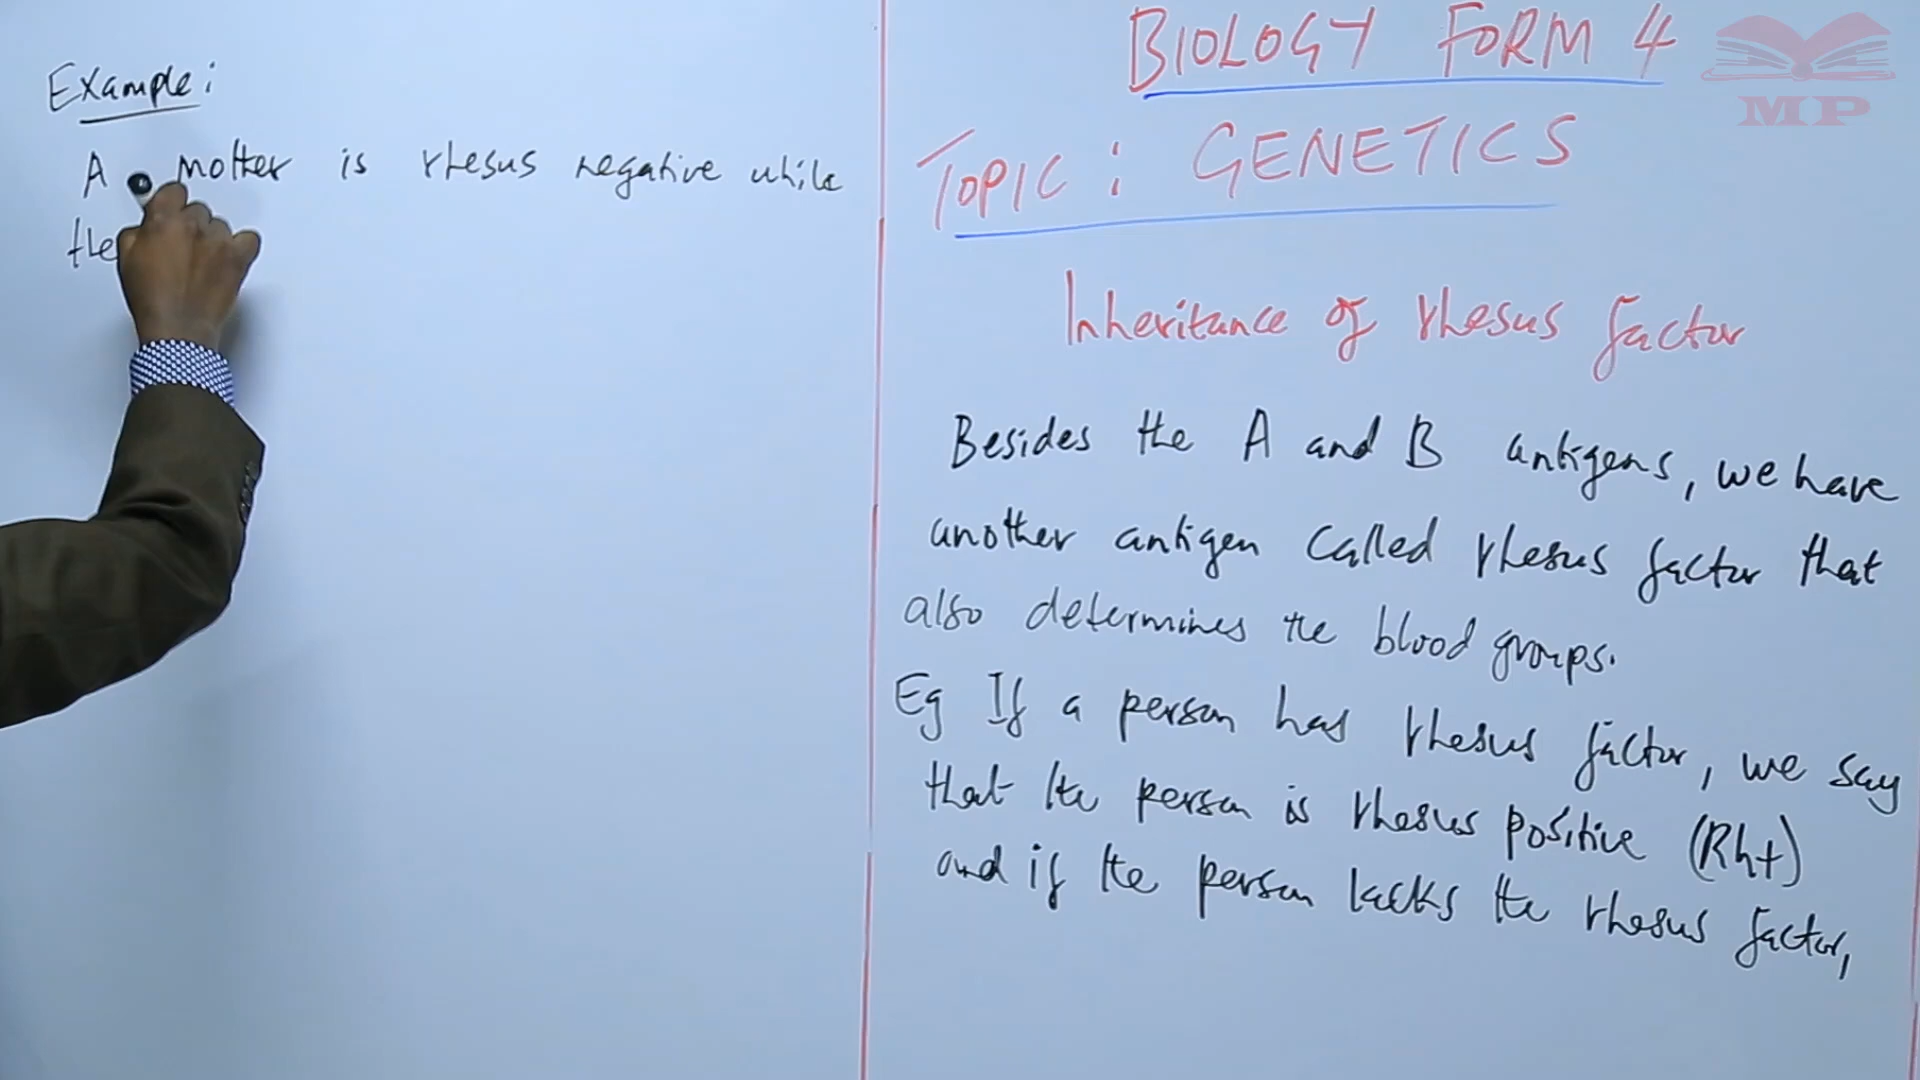 Example:
A mother is rhesus negative while
the
BIOLOGY FORM 4
MP
TOPIC : GENETICS
Inheritance of rhesus factor
Besides the A and B antigens, we have
another antigen called rhesus factor that
also determines the blood groups.
Eg If a person has rhesus factor, we say
that the person is rhesus positive (Rh+)
and if the person lacks the rhesus factor,